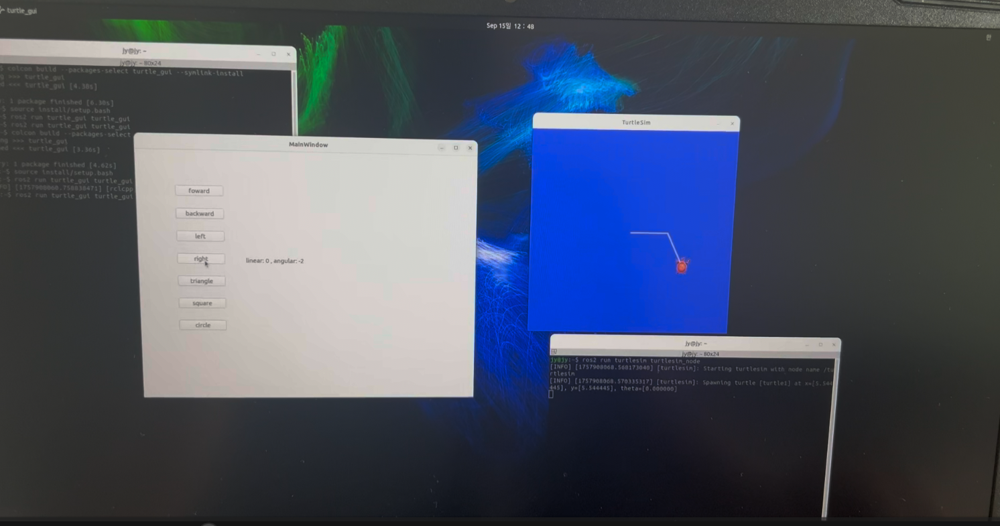 turtle_gui
Sep 15일 12 : 48
jy@jy: ~
jy@jy: ~ 80x24
$ colcon build --packages-select turtle_gui --symlink-install
g >>> turtle_gui
d <<< turtle_gui [4.38s]
: 1 package finished [6.30s]
~$ source install/setup.bash
~$ ros2 run turtle_gui turtle_gui
~$ ros2 run turtle_gui turtle_gui
~$ colcon build --packages-select
ng >>> turtle_gui
ed <<< turtle_gui [3.36s]
ry: 1 package finished [4.62s]
:~$ source install/setup.bash
:~$ ros2 run turtle_gui turtle_gui
FO] [1757908060.758838471] [rclcpp
:~$ ros2 run turtle_gui turtle_gui
MainWindow
foward
backward
left
right
linear: 0 , angular: -2
triangle
square
circle
TurtleSim
jy@jy: ~
jy@jy: ~ 80x24
jy@jy:~$ ros2 run turtlesim turtlesim_node
[INFO] [1757908068.568173040] [turtlesim]: Starting turtlesim with node name /tu
rtlesim
[INFO] [1757908068.570335317] [turtlesim]: Spawning turtle [turtle1] at x=[5.544
445], y=[5.544445], theta=[0.000000]